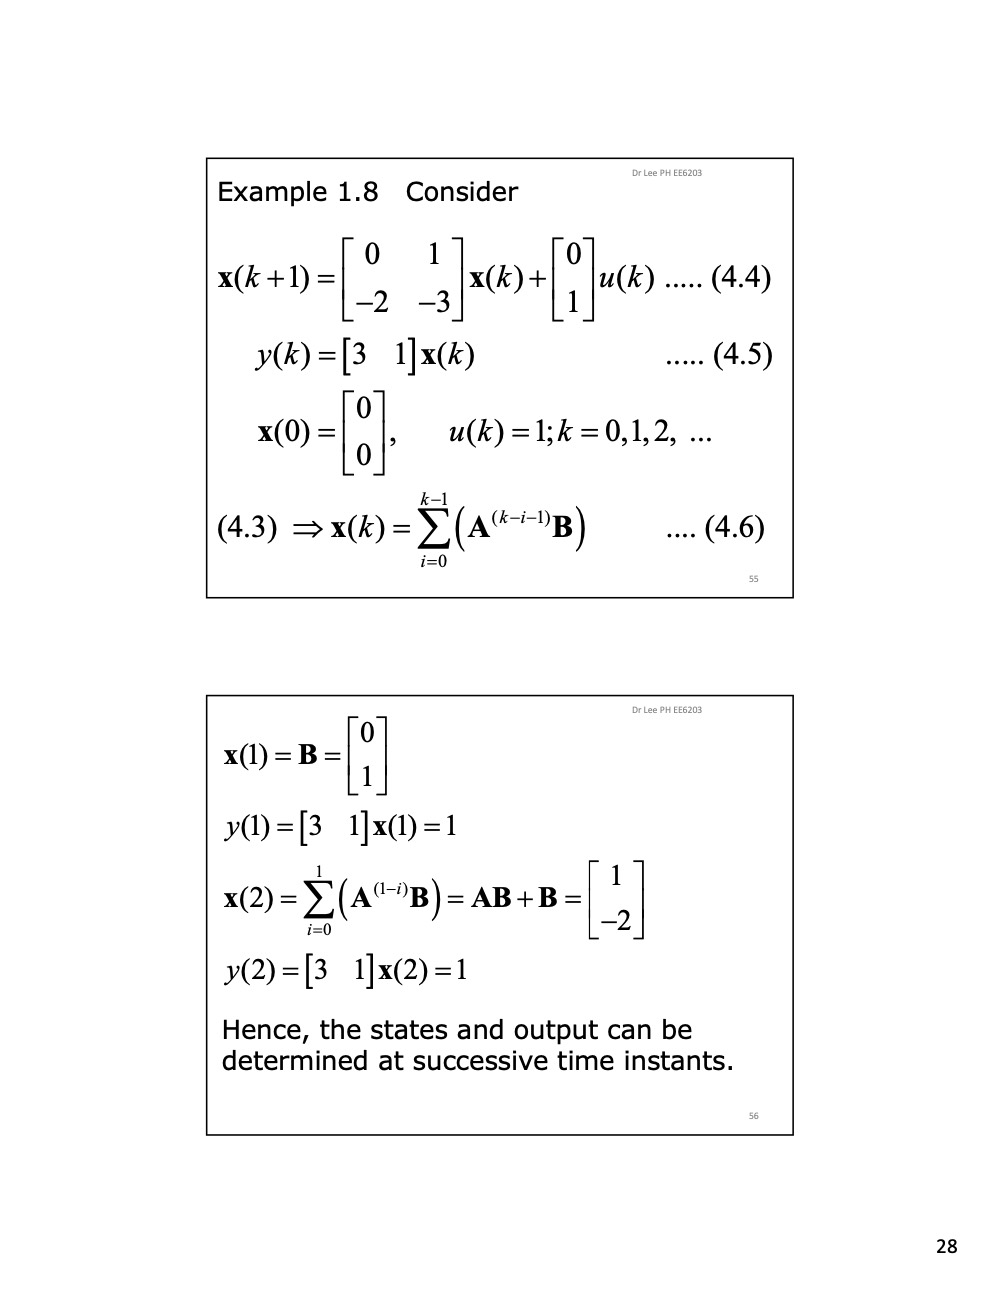 Dr Lee PH EE6203
Example 1.8 Consider
x(k+1) = [0 1; −2 −3] x(k) + [0; 1] u(k) ..... (4.4)
y(k) = [3 1] x(k) ..... (4.5)
x(0) = [0; 0], u(k) = 1; k = 0,1,2, ...
(4.3) ⇒ x(k) = ∑_{i=0}^{k−1} (A^{(k−i−1)} B) .... (4.6)
55
Dr Lee PH EE6203
x(1) = B = [0; 1]
y(1) = [3 1] x(1) = 1
x(2) = ∑_{i=0}^{1} (A^{(1−i)} B) = AB + B = [1; −2]
y(2) = [3 1] x(2) = 1
Hence, the states and output can be
determined at successive time instants.
56
28